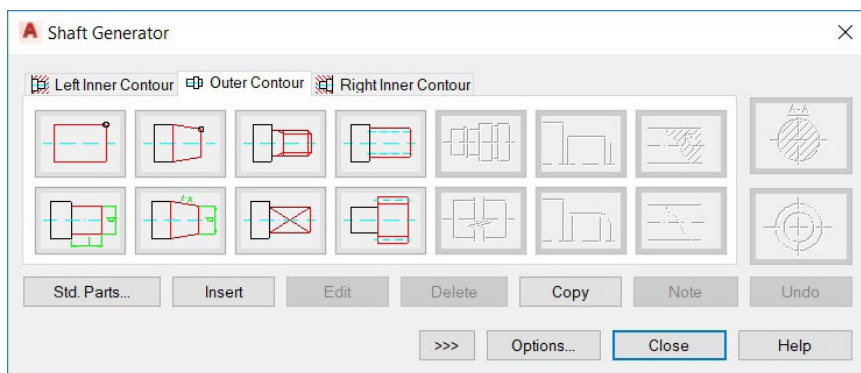 Shaft Generator
Left Inner Contour Outer Contour Right Inner Contour
A-A
1:x
d d
l
Std. Parts... Insert Edit Delete Copy Note Undo
>>> Options... Close Help